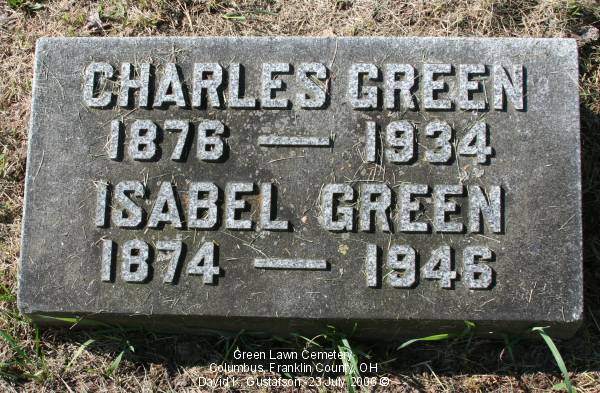 CHARLES GREEN
1876 — 1934
ISABEL GREEN
1874 — 1946
Green Lawn Cemetery
Columbus, Franklin County, OH
David K. Gustafson, 23 July 2006 ©